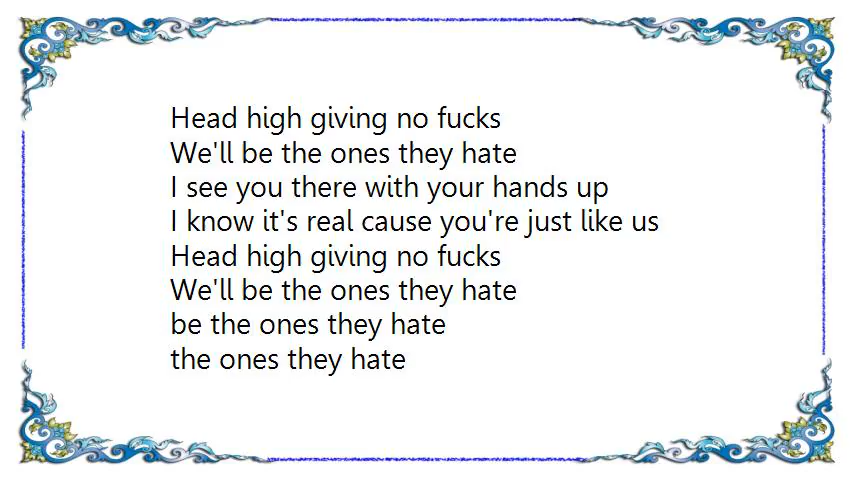 Head high giving no fucks
We'll be the ones they hate
I see you there with your hands up
I know it's real cause you're just like us
Head high giving no fucks
We'll be the ones they hate
be the ones they hate
the ones they hate